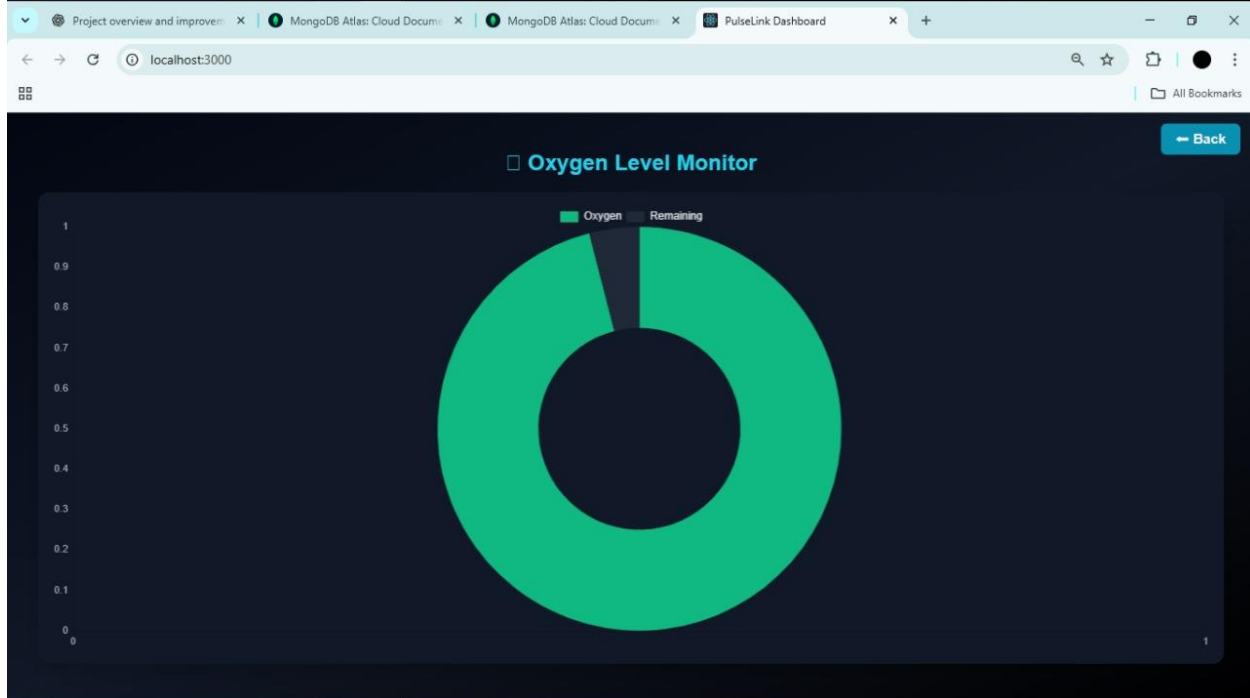 Project overview and improvem
MongoDB Atlas: Cloud Docume
MongoDB Atlas: Cloud Docume
PulseLink Dashboard
localhost:3000
All Bookmarks
Back
Oxygen Level Monitor
Oxygen Remaining
1
0.9
0.8
0.7
0.6
0.5
0.4
0.3
0.2
0.1
0
0 1